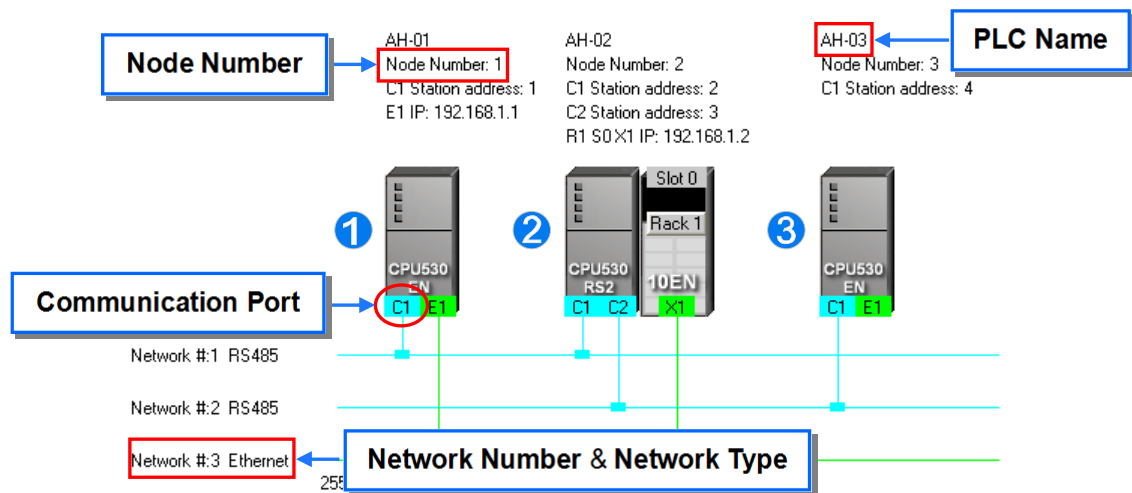 Node Number
AH-01
Node Number: 1
C1 Station address: 1
E1 IP: 192.168.1.1
AH-02
Node Number: 2
C1 Station address: 2
C2 Station address: 3
R1 S0 X1 IP: 192.168.1.2
AH-03
Node Number: 3
C1 Station address: 4
PLC Name
1
CPU530
EN
C1 E1
2
CPU530
RS2
C1 C2
Slot 0
Rack 1
10EN
X1
3
CPU530
EN
C1 E1
Communication Port
Network #:1 RS485
Network #:2 RS485
Network #:3 Ethernet
Network Number & Network Type